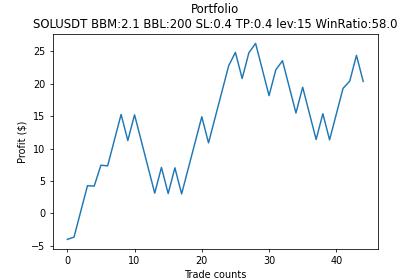 Portfolio
SOLUSDT BBM:2.1 BBL:200 SL:0.4 TP:0.4 lev:15 WinRatio:58.0
25
20
15
10
5
0
−5
Profit ($)
0 10 20 30 40
Trade counts